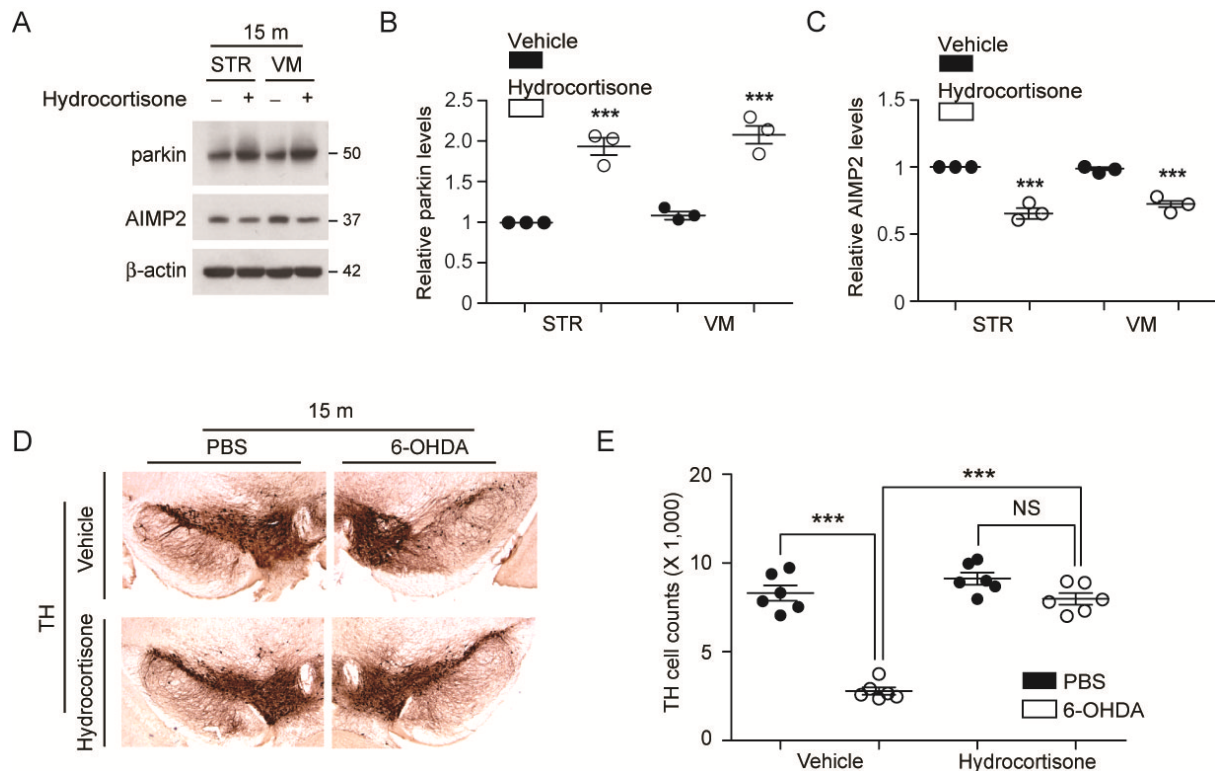 A
15 m
STR VM
Hydrocortisone – + – +
parkin – 50
AIMP2 – 37
β-actin – 42
B
Vehicle
Hydrocortisone
Relative parkin levels
2.5
2.0
1.5
1
0.5
0
***
***
STR VM
C
Vehicle
Hydrocortisone
Relative AIMP2 levels
1.5
1
0.5
0
***
***
STR VM
D
15 m
PBS 6-OHDA
TH
Vehicle
Hydrocortisone
E
TH cell counts (X 1,000)
20
10
5
0
***
***
NS
PBS
6-OHDA
Vehicle Hydrocortisone